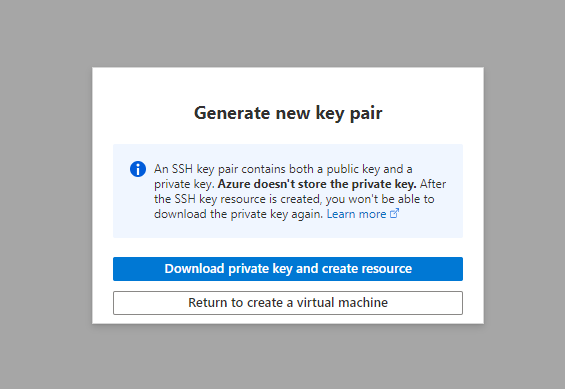 Generate new key pair
An SSH key pair contains both a public key and a
private key. Azure doesn't store the private key. After
the SSH key resource is created, you won't be able to
download the private key again. Learn more
Download private key and create resource
Return to create a virtual machine